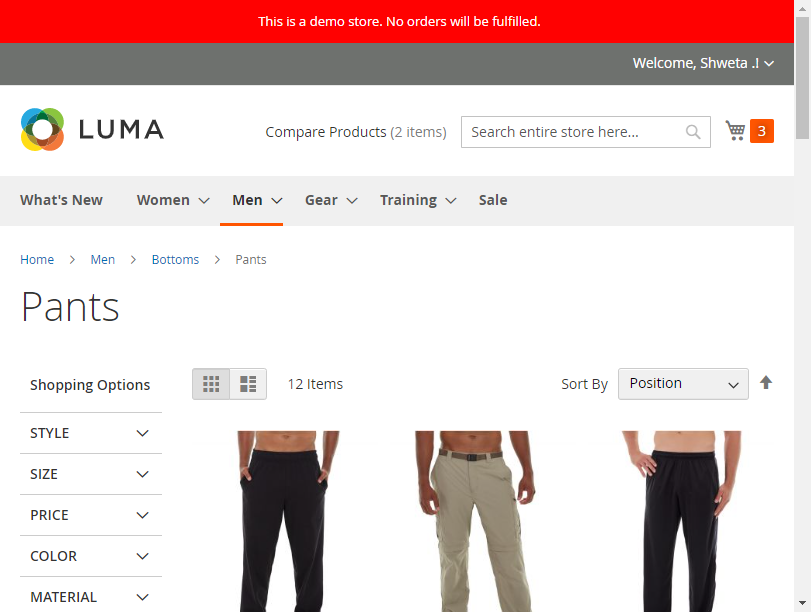 This is a demo store. No orders will be fulfilled.
Welcome, Shweta .!
LUMA
Compare Products (2 items)
Search entire store here...
3
What's New Women Men Gear Training Sale
Home > Men > Bottoms > Pants
Pants
Shopping Options
12 Items
Sort By Position
STYLE
SIZE
PRICE
COLOR
MATERIAL